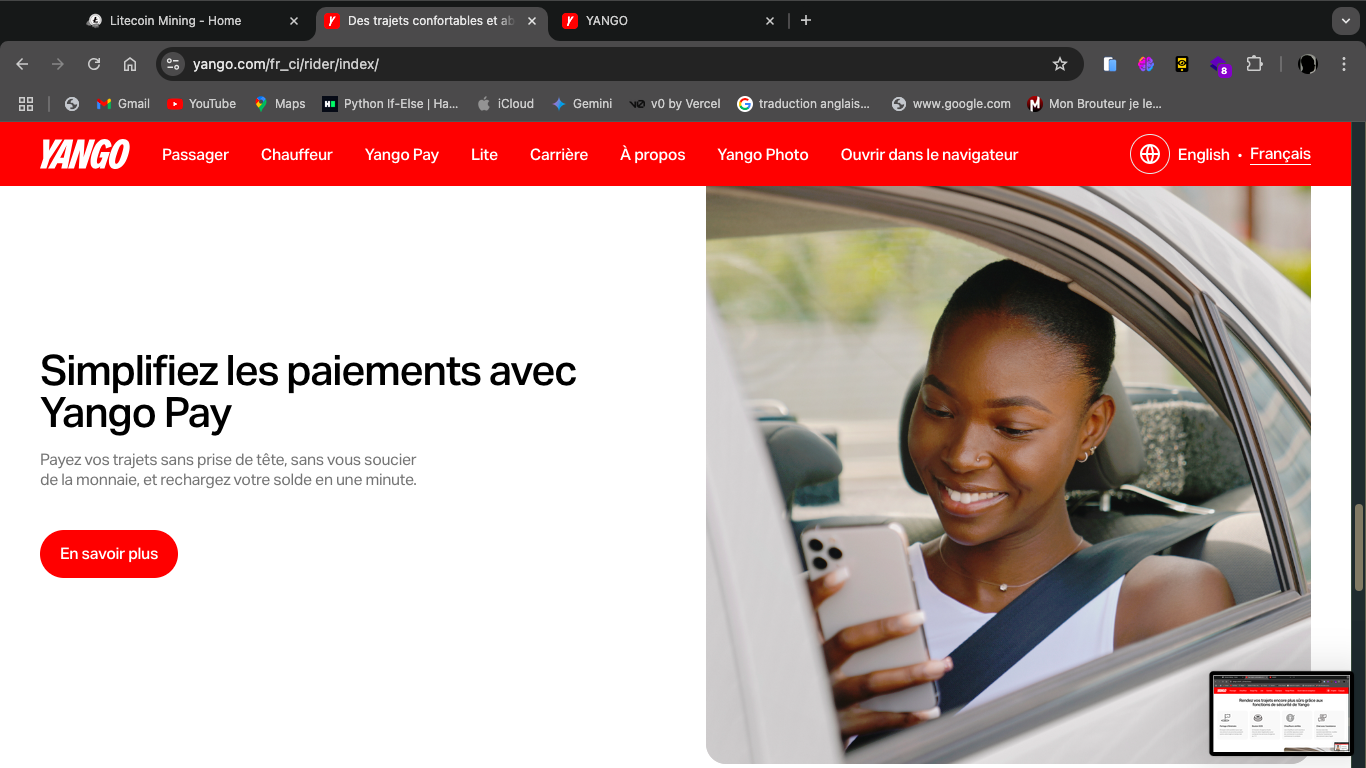 Litecoin Mining - Home
Des trajets confortables et ab
YANGO
yango.com/fr_ci/rider/index/
8
Gmail
YouTube
Maps
Python If-Else | Ha...
iCloud
Gemini
v0 by Vercel
traduction anglais...
www.google.com
Mon Brouteur je le...
YANGO
Passager
Chauffeur
Yango Pay
Lite
Carrière
À propos
Yango Photo
Ouvrir dans le navigateur
English • Français
Simplifiez les paiements avec
Yango Pay
Payez vos trajets sans prise de tête, sans vous soucier
de la monnaie, et rechargez votre solde en une minute.
En savoir plus
Rendez vos trajets encore plus sûrs grâce aux
fonctions de sécurité de Yango